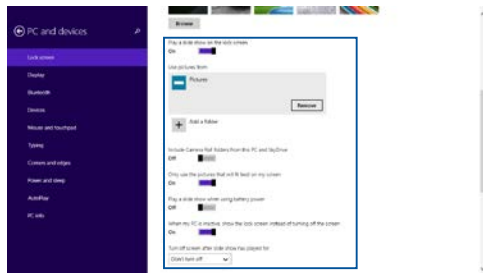 PC and devices
Lock screen
Display
Bluetooth
Devices
Mouse and touchpad
Typing
Corners and edges
Power and sleep
AutoPlay
PC info
Browse
Play a slide show on the lock screen
On
Use pictures from
Pictures
Remove
Add a folder
Include Camera Roll folders from this PC and SkyDrive
Off
Only use the pictures that will fit best on my screen
On
Play a slide show when using battery power
Off
When my PC is inactive, show the lock screen instead of turning off the screen
On
Turn off screen after slide show has played for
Don't turn off